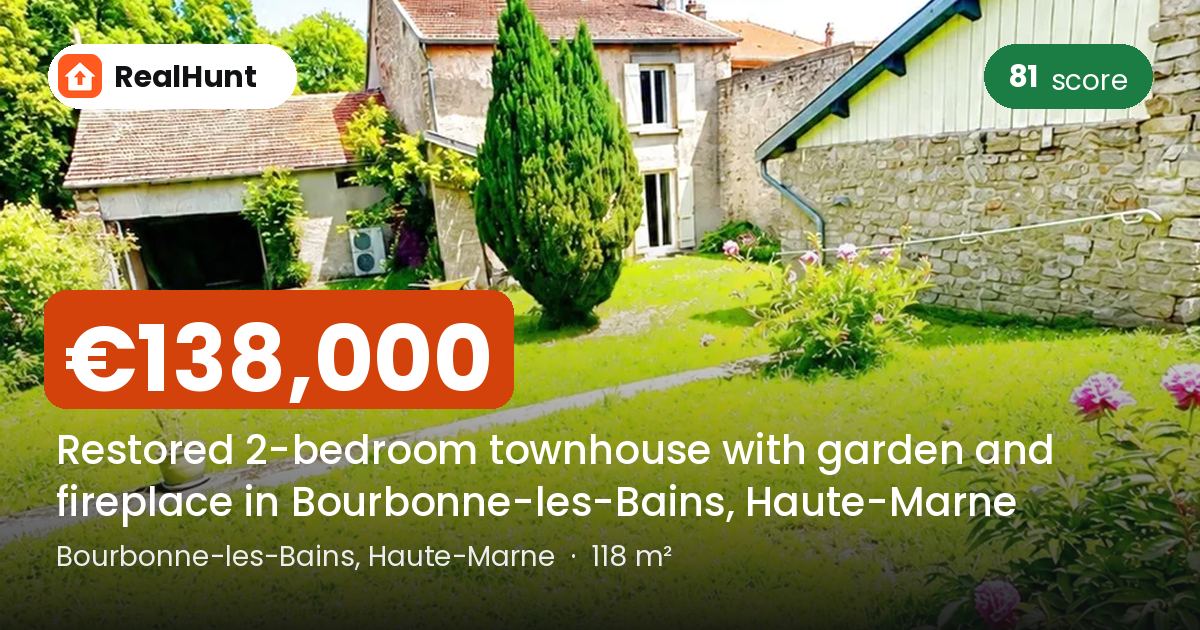 RealHunt
81 score
€138,000
Restored 2-bedroom townhouse with garden and
fireplace in Bourbonne-les-Bains, Haute-Marne
Bourbonne-les-Bains, Haute-Marne · 118 m²